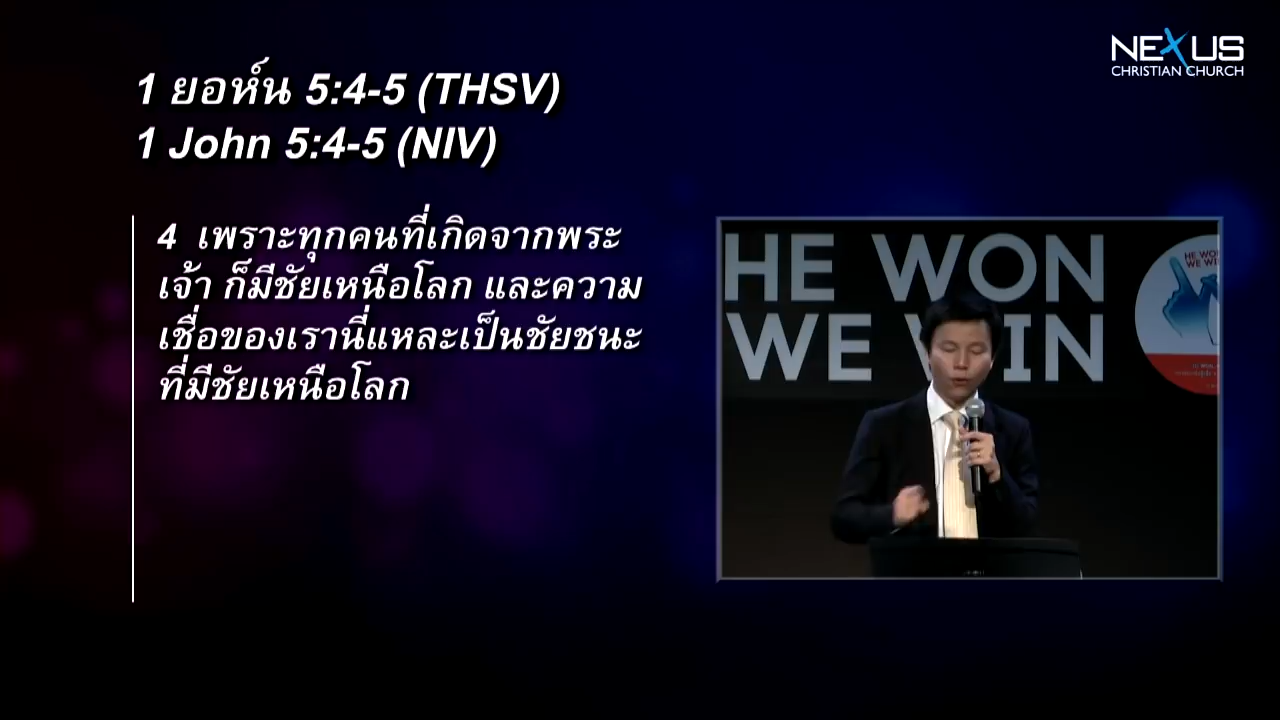 NEXUS
CHRISTIAN CHURCH
1 ยอห์น 5:4-5 (THSV)
1 John 5:4-5 (NIV)
4 เพราะทุกคนที่เกิดจากพระ
เจ้า ก็มีชัยเหนือโลก และความ
เชื่อของเรานี่แหละเป็นชัยชนะ
ที่มีชัยเหนือโลก
HE WON
WE WIN